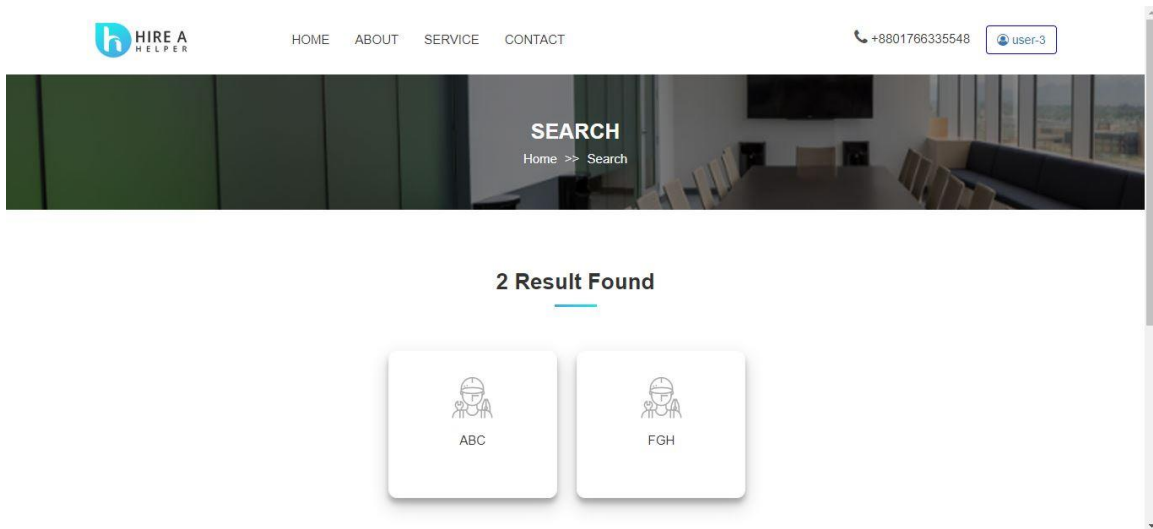 HIRE A
HELPER
HOME ABOUT SERVICE CONTACT
+8801766335548
user-3
SEARCH
Home >> Search
2 Result Found
ABC
FGH